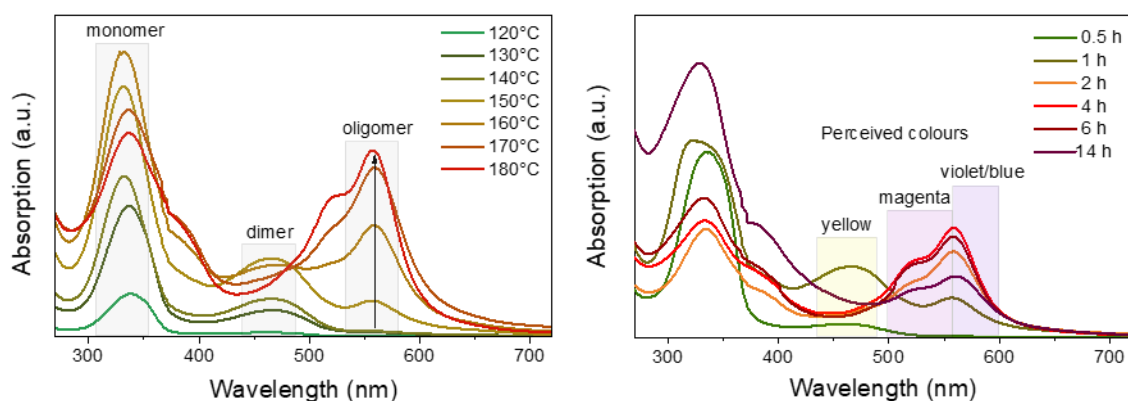 monomer
dimer
oligomer
120°C
130°C
140°C
150°C
160°C
170°C
180°C
Absorption (a.u.)
300 400 500 600 700
Wavelength (nm)
0.5 h
1 h
2 h
4 h
6 h
14 h
Perceived colours
violet/blue
magenta
yellow
Absorption (a.u.)
300 400 500 600 700
Wavelength (nm)